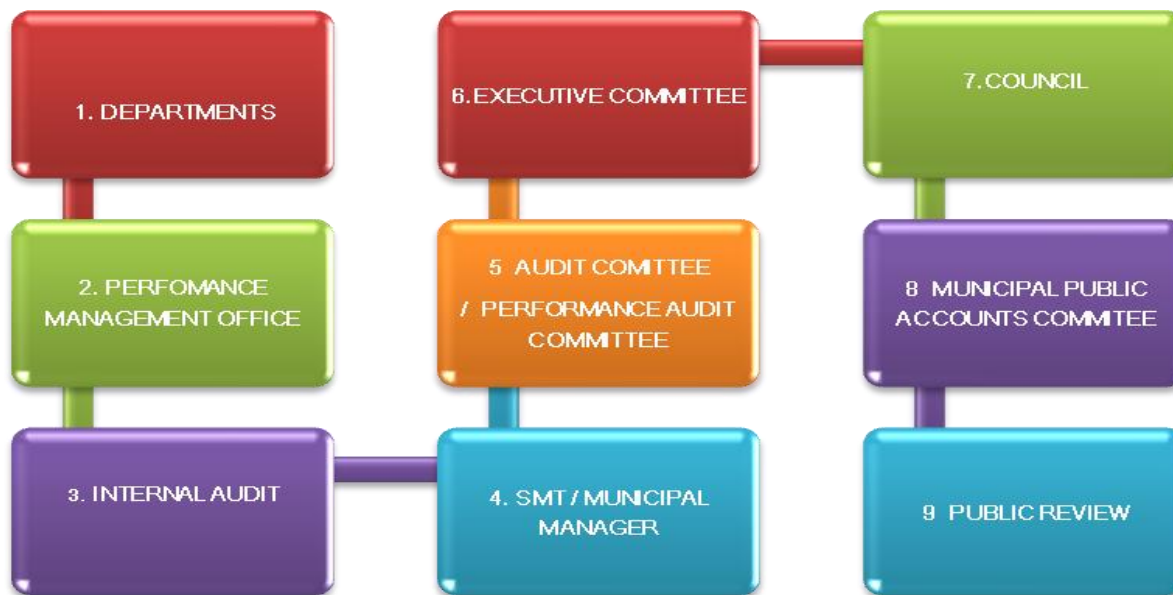 1. DEPARTMENTS
2. PERFOMANCE
MANAGEMENT OFFICE
3. INTERNAL AUDIT
4. SMT / MUNICIPAL
MANAGER
5 AUDIT COMITTEE
/ PERFORMANCE AUDIT
COMMITTEE
6.EXECUTIVE COMMITTEE
7.COUNCIL
8 MUNICIPAL PUBLIC
ACCOUNTS COMMITEE
9 PUBLIC REVIEW